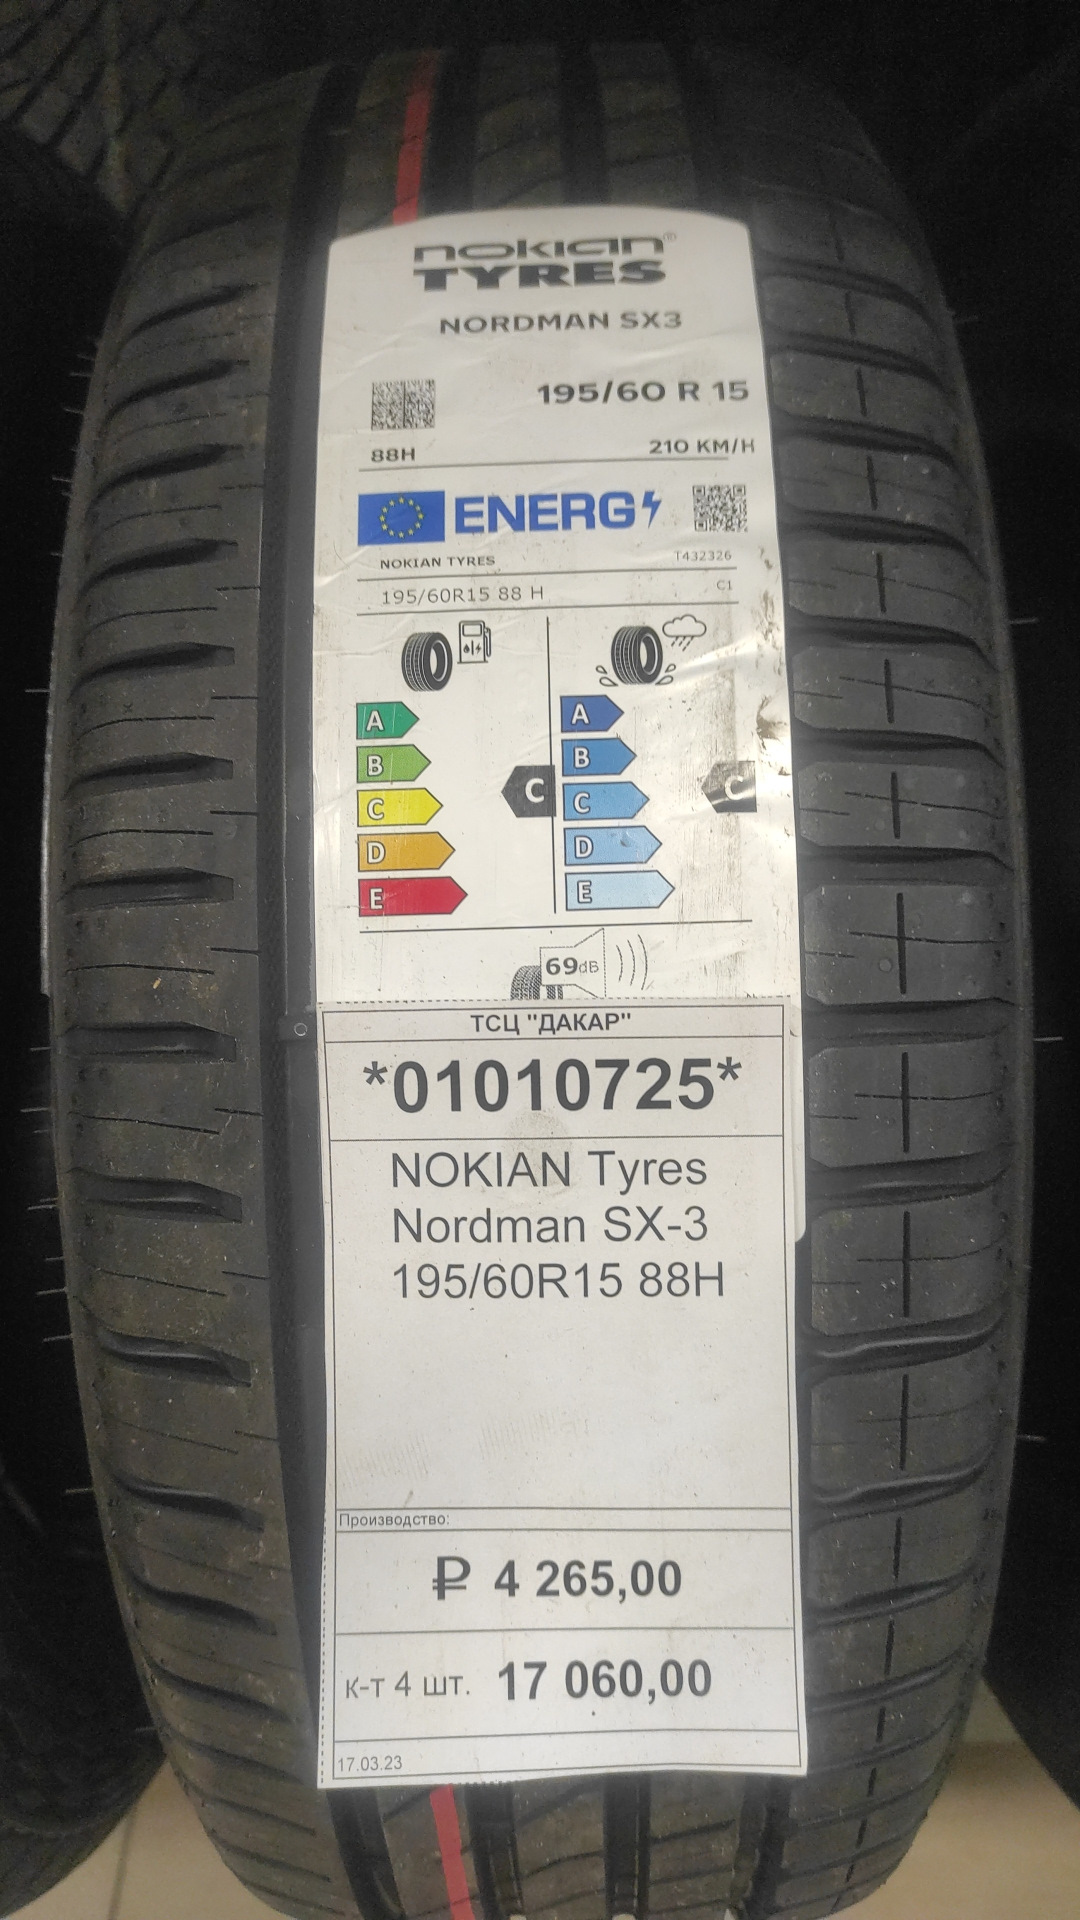 nokian®
TYRES
NORDMAN SX3
195/60 R 15
88H
210 KM/H
ENERG
NOKIAN TYRES
T432326
195/60R15 88 H
C1
A
B
C
D
E
C
A
B
C
D
E
C
69dB
ТСЦ "ДАКАР"
*01010725*
NOKIAN Tyres
Nordman SX-3
195/60R15 88H
Производство:
₽ 4 265,00
к-т 4 шт. 17 060,00
17.03.23